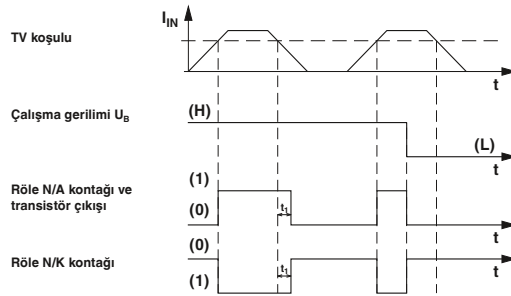 I_IN
TV koşulu
t
Çalışma gerilimi U_B
(H)
(L)
t
Röle N/A kontağı ve
transistör çıkışı
(1)
(0)
t₁
t
Röle N/K kontağı
(0)
(1)
t₁
t